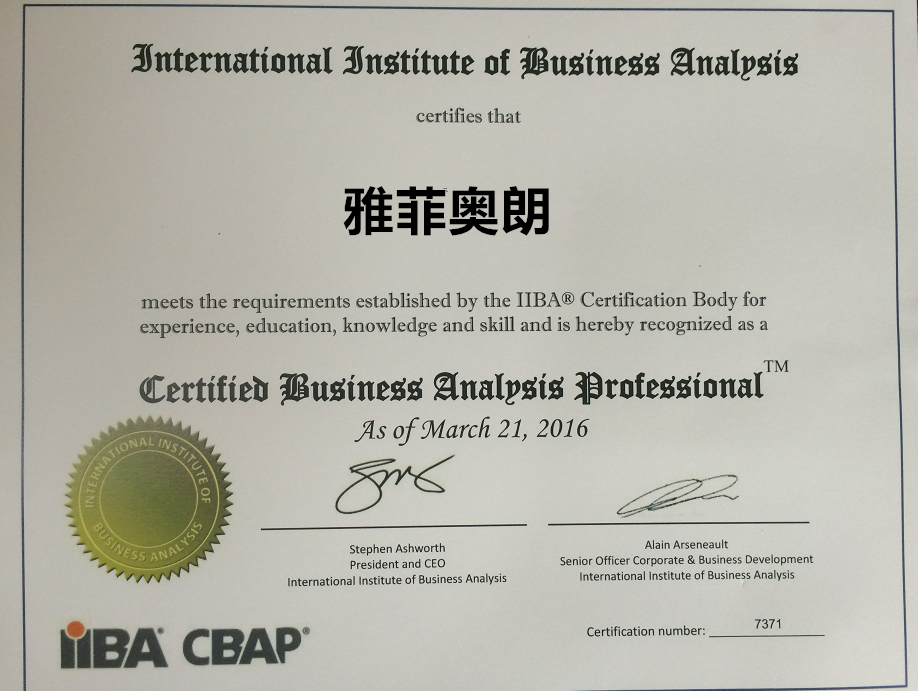 International Institute of Business Analysis
certifies that
雅菲奥朗
meets the requirements established by the IIBA® Certification Body for
experience, education, knowledge and skill and is hereby recognized as a
Certified Business Analysis Professional™
As of March 21, 2016
INTERNATIONAL INSTITUTE OF
BUSINESS ANALYSIS
Stephen Ashworth
President and CEO
International Institute of Business Analysis
Alain Arseneault
Senior Officer Corporate & Business Development
International Institute of Business Analysis
Certification number: 7371
IIBA® CBAP®